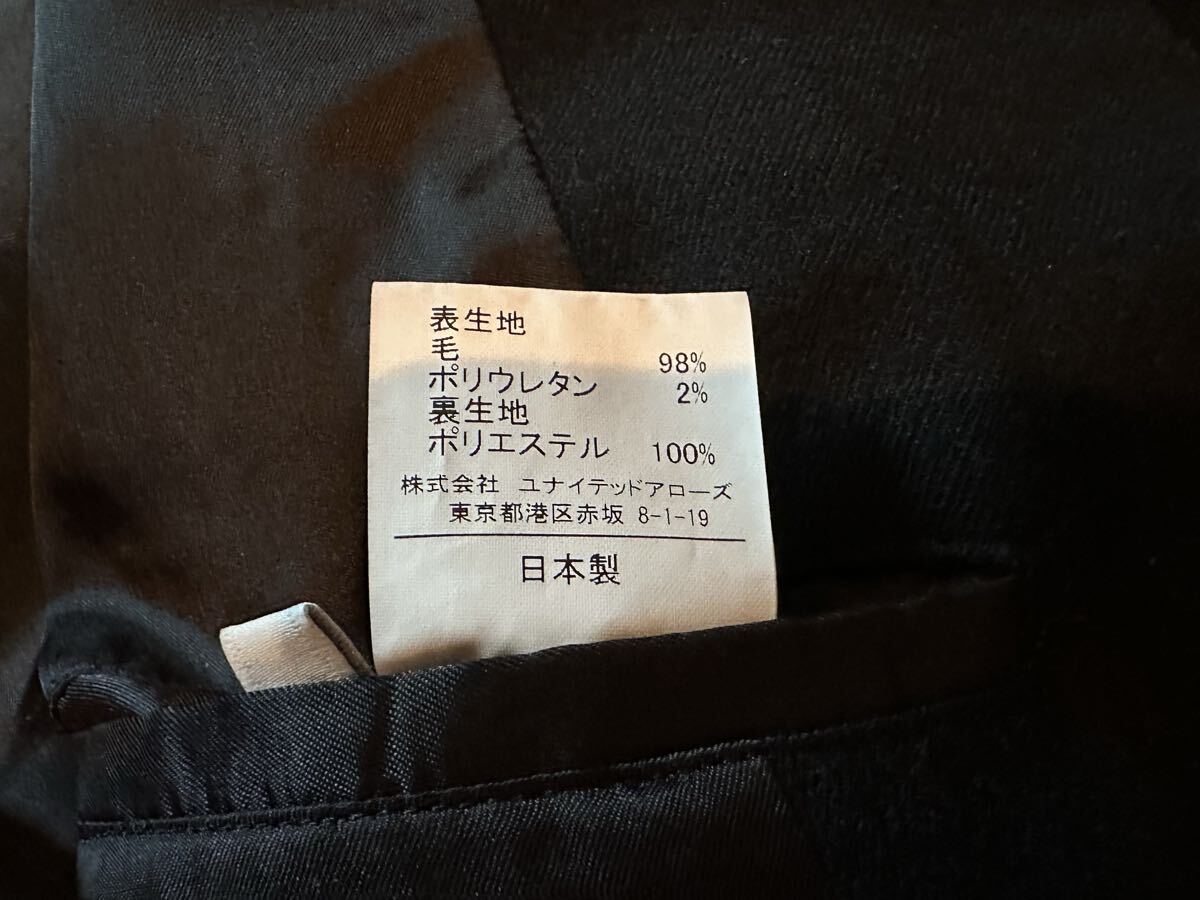 表生地
毛 98%
ポリウレタン 2%
裏生地
ポリエステル 100%
株式会社 ユナイテッドアローズ
東京都港区赤坂 8-1-19
日本製